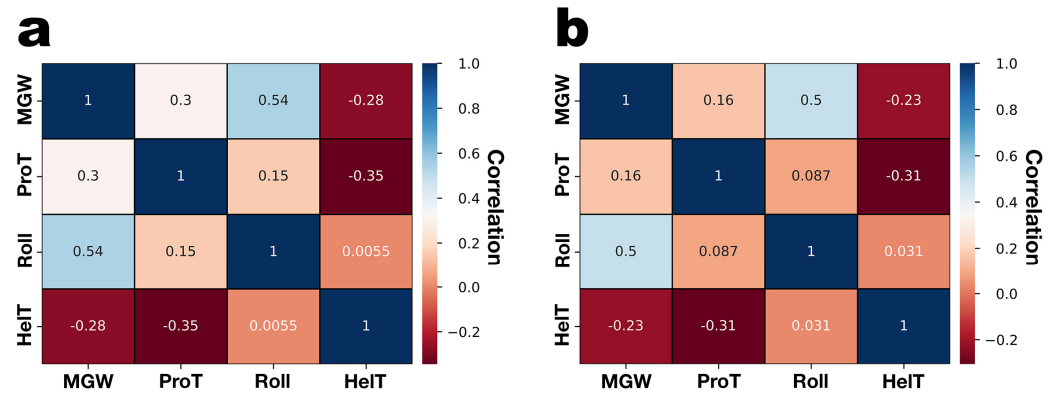 a
MGW 1 0.3 0.54 -0.28
ProT 0.3 1 0.15 -0.35
Roll 0.54 0.15 1 0.0055
HelT -0.28 -0.35 0.0055 1
MGW ProT Roll HelT
1.0
0.8
0.6
0.4
0.2
0.0
−0.2
Correlation
b
MGW 1 0.16 0.5 -0.23
ProT 0.16 1 0.087 -0.31
Roll 0.5 0.087 1 0.031
HelT -0.23 -0.31 0.031 1
MGW ProT Roll HelT
1.0
0.8
0.6
0.4
0.2
0.0
−0.2
Correlation